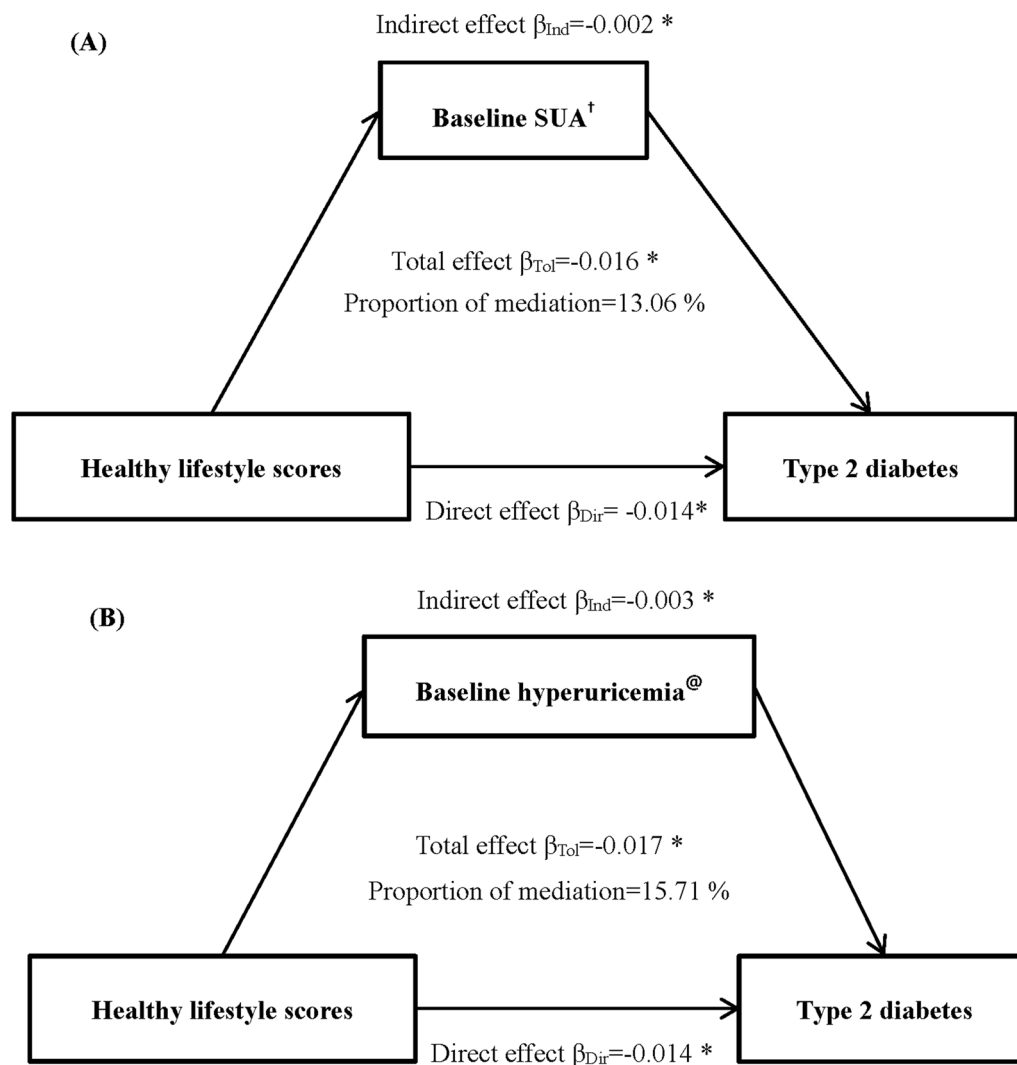 (A)
Indirect effect βInd=-0.002 *
Baseline SUA†
Total effect βTol=-0.016 *
Proportion of mediation=13.06 %
Healthy lifestyle scores
Type 2 diabetes
Direct effect βDir= -0.014*
(B)
Indirect effect βInd=-0.003 *
Baseline hyperuricemia@
Total effect βTol=-0.017 *
Proportion of mediation=15.71 %
Healthy lifestyle scores
Type 2 diabetes
Direct effect βDir=-0.014 *